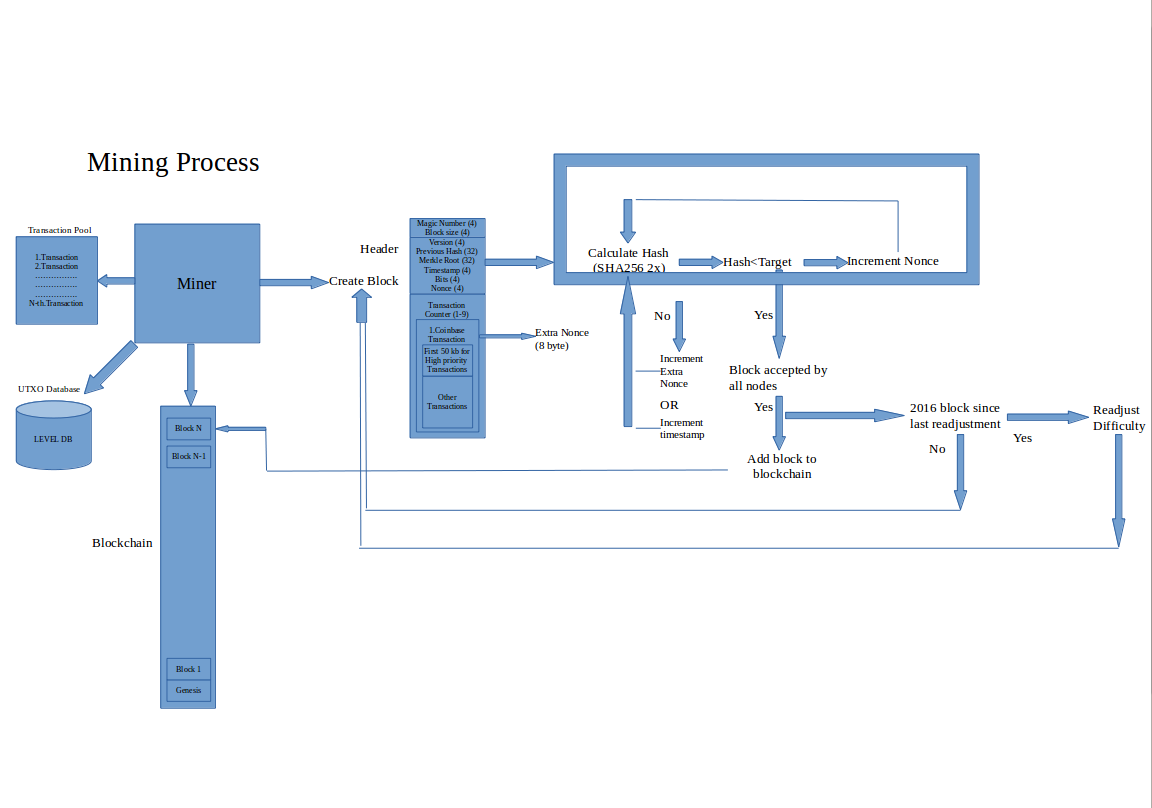 Mining Process
Transaction Pool
1.Transaction
2.Transaction
................
................
................
N-th.Transaction
Miner
UTXO Database
LEVEL DB
Blockchain
Block N
Block N-1
Block 1
Genesis
Header
Create Block
Magic Number (4)
Block size (4)
Version (4)
Previous Hash (32)
Merkle Root (32)
Timestamp (4)
Bits (4)
Nonce (4)
Transaction
Counter (1-9)
1.Coinbase
Transaction
First 50 kb for
High priority
Transactions
Other
Transactions
Extra Nonce
(8 byte)
Calculate Hash
(SHA256 2x)
Hash<Target
Increment Nonce
No
Increment
Extra
Nonce
OR
Increment
timestamp
Yes
Block accepted by
all nodes
Yes
Add block to
blockchain
2016 block since
last readjustment
No
Yes
Readjust
Difficulty